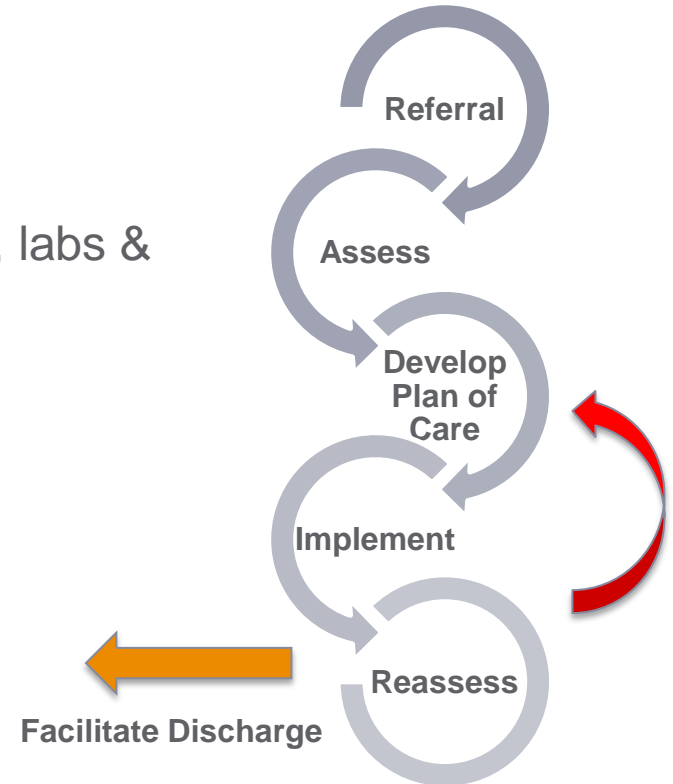 Referral
labs &
Assess
Develop
Plan of
Care
Implement
Reassess
Facilitate Discharge